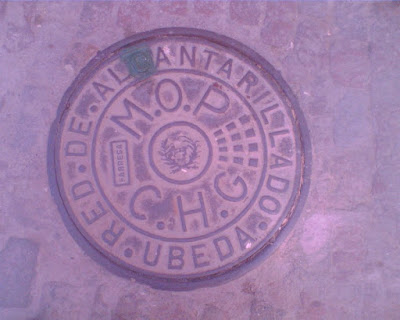 RED · DE · ALCANTARILLADO ·
· UBEDA ·
M.O.P.
C.H.G.